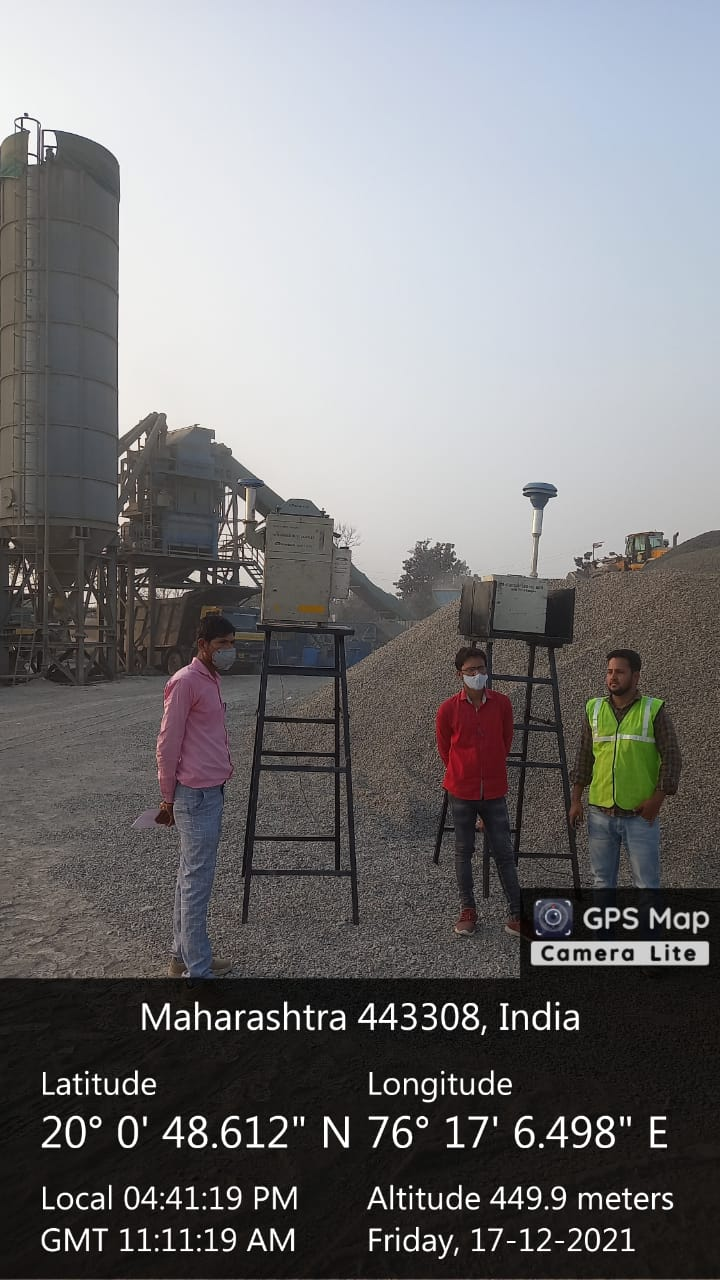 GPS Map
Camera Lite
Maharashtra 443308, India
Latitude
20° 0' 48.612" N
Longitude
76° 17' 6.498" E
Local 04:41:19 PM
GMT 11:11:19 AM
Altitude 449.9 meters
Friday, 17-12-2021